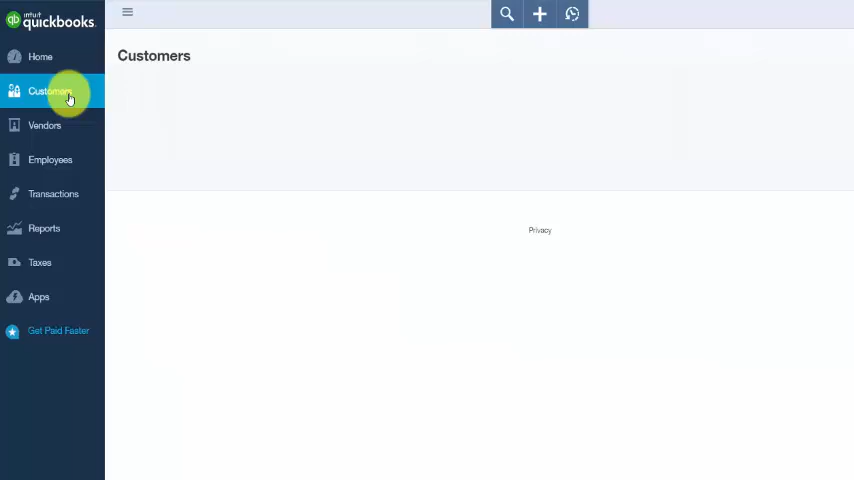 intuit
quickbooks.
Home
Customers
Customers
Vendors
Employees
Transactions
Reports
Taxes
Apps
Get Paid Faster
Privacy